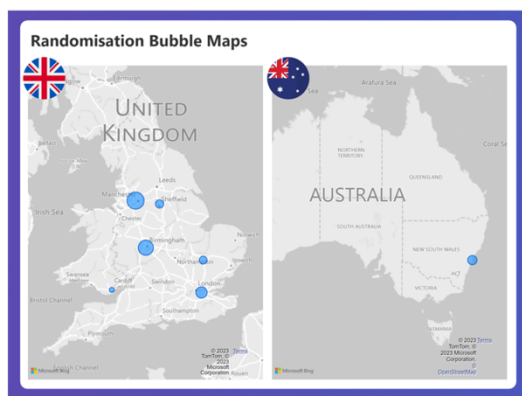 Randomisation Bubble Maps
Edinburgh
UNITED
KINGDOM
Belfast
Leeds
Manchester
Sheffield
Irish Sea
Chester
Norwich
Birmingham
Northampton
Ipswich
Swansea
Cardiff
Swindon
London
Bristol Channel
Southampton
Plymouth
English Channel
Rouen
© 2023
TomTom, ©
2023
Microsoft
Corporation
Terms
Microsoft Bing
Arafura Sea
Sea
Coral Se
NORTHERN
TERRITORY
QUEENSLAND
AUSTRALIA
SOUTH AUSTRALIA
NEW SOUTH WALES
VICTORIA
© 2023 Terms
TomTom, ©
2023 Microsoft
Corporation,
©
OpenStreetMap
Microsoft Bing